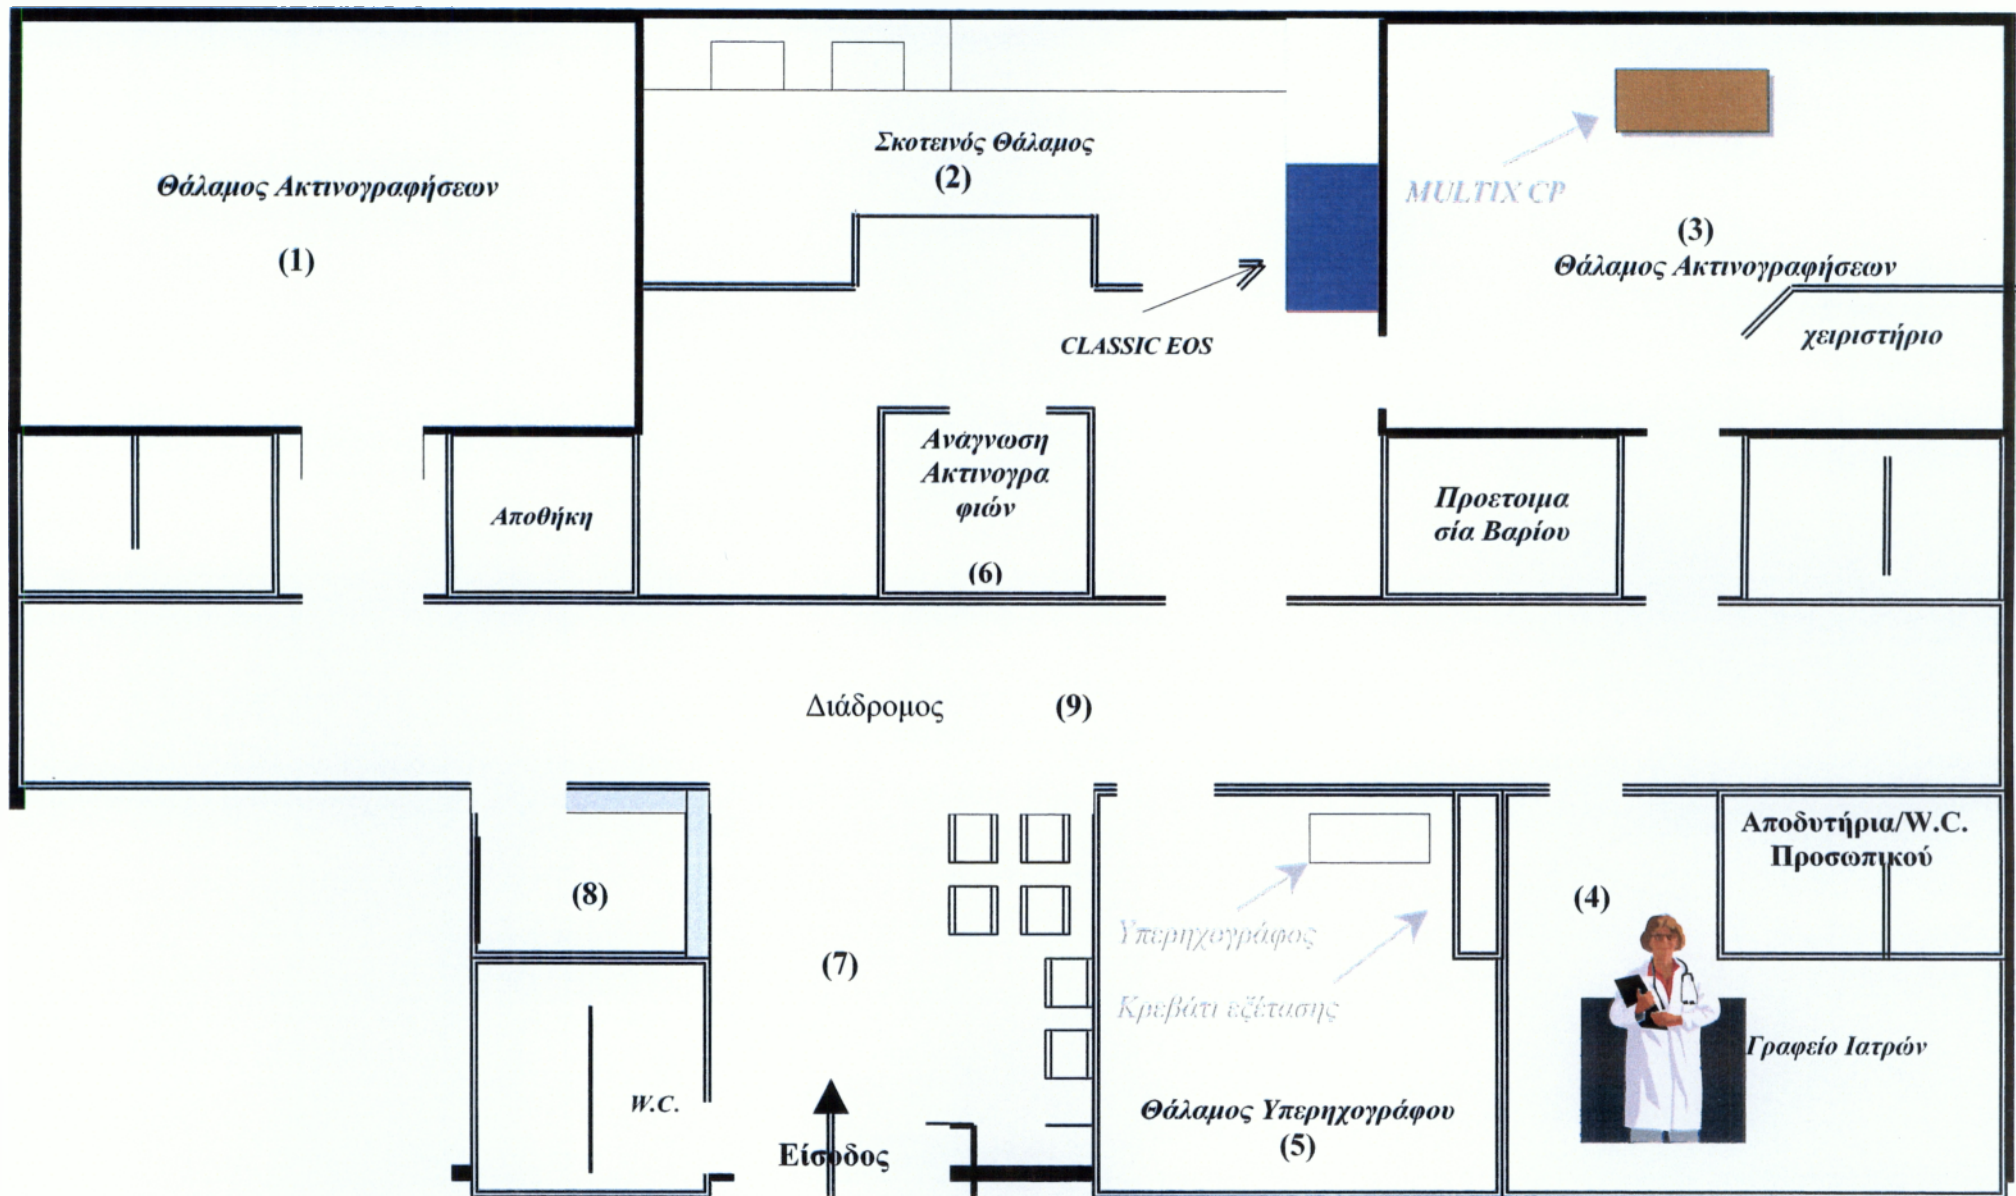 Σκοτεινός Θάλαμος
(2)
Θάλαμος Ακτινογραφήσεων
(1)
MULTIX CP
(3)
Θάλαμος Ακτινογραφήσεων
χειριστήριο
CLASSIC EOS
Ανάγνωση
Ακτινογρα
φιών
(6)
Αποθήκη
Προετοιμα
σία Βαρίου
Διάδρομος (9)
Αποδυτήρια/W.C.
Προσωπικού
(8)
(4)
Υπερηχογράφος
(7)
Κρεβάτι εξέτασης
Γραφείο Ιατρών
W.C.
Θάλαμος Υπερηχογράφου
(5)
Είσοδος